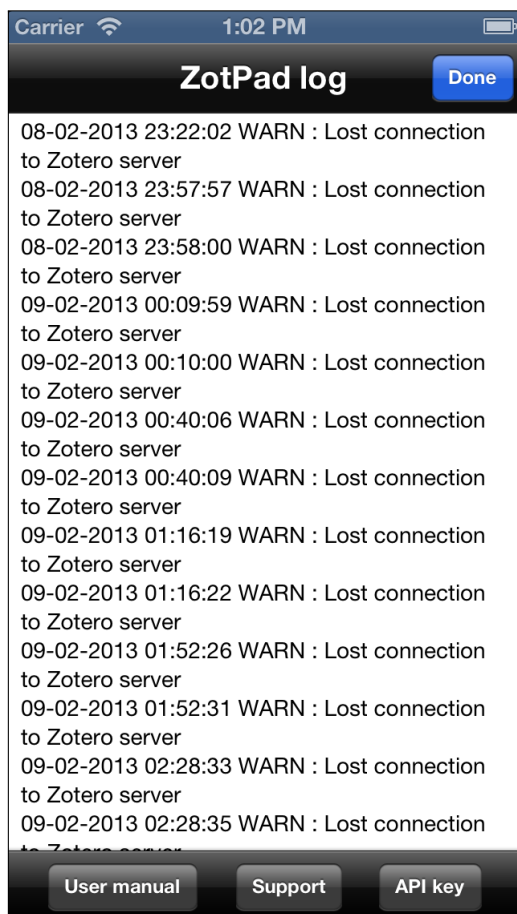 Carrier 1:02 PM
ZotPad log Done
08-02-2013 23:22:02 WARN : Lost connection
to Zotero server
08-02-2013 23:57:57 WARN : Lost connection
to Zotero server
08-02-2013 23:58:00 WARN : Lost connection
to Zotero server
09-02-2013 00:09:59 WARN : Lost connection
to Zotero server
09-02-2013 00:10:00 WARN : Lost connection
to Zotero server
09-02-2013 00:40:06 WARN : Lost connection
to Zotero server
09-02-2013 00:40:09 WARN : Lost connection
to Zotero server
09-02-2013 01:16:19 WARN : Lost connection
to Zotero server
09-02-2013 01:16:22 WARN : Lost connection
to Zotero server
09-02-2013 01:52:26 WARN : Lost connection
to Zotero server
09-02-2013 01:52:31 WARN : Lost connection
to Zotero server
09-02-2013 02:28:33 WARN : Lost connection
to Zotero server
09-02-2013 02:28:35 WARN : Lost connection
to Zotero server
User manual Support API key